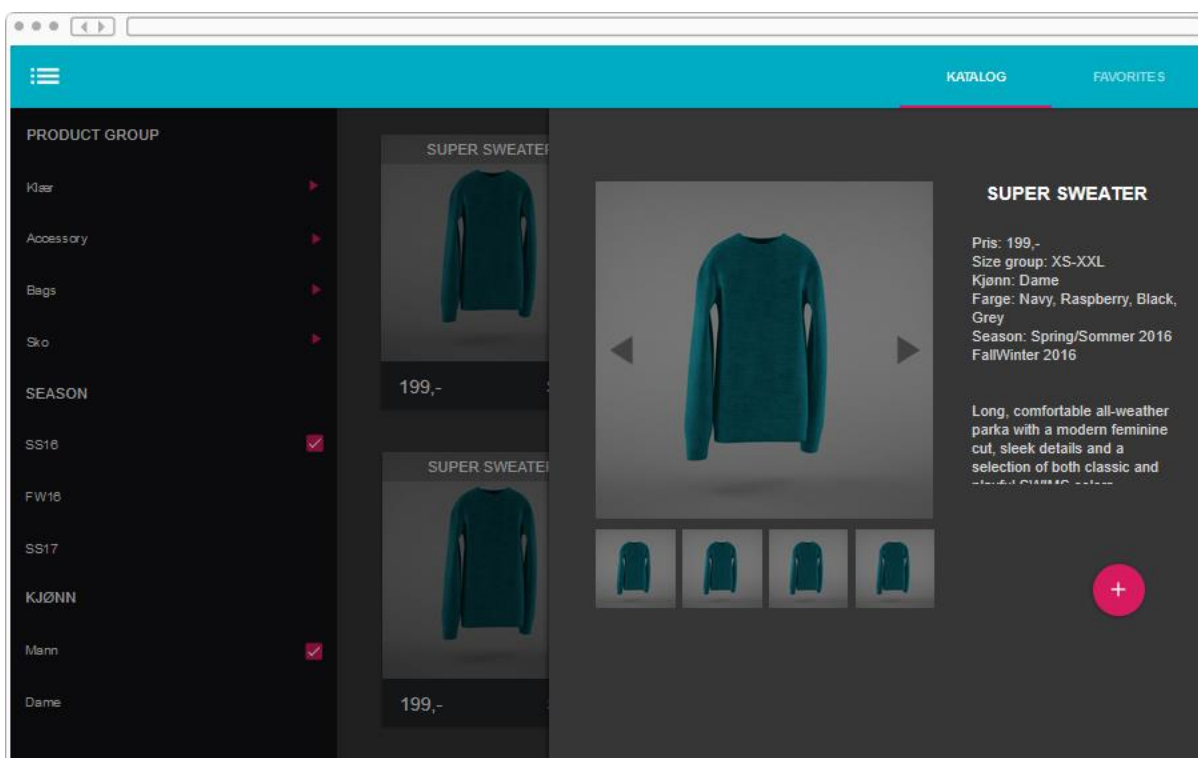 KATALOG
FAVORITES
PRODUCT GROUP
Klær
Accessory
Bags
Sko
SEASON
SS16
FW16
SS17
KJØNN
Mann
Dame
SUPER SWEATER
199,-
SUPER SWEATER
199,-
SUPER SWEATER
Pris: 199,-
Size group: XS-XXL
Kjønn: Dame
Farge: Navy, Raspberry, Black,
Grey
Season: Spring/Sommer 2016
FallWinter 2016
Long, comfortable all-weather
parka with a modern feminine
cut, sleek details and a
selection of both classic and
playful SWIMS colors
+